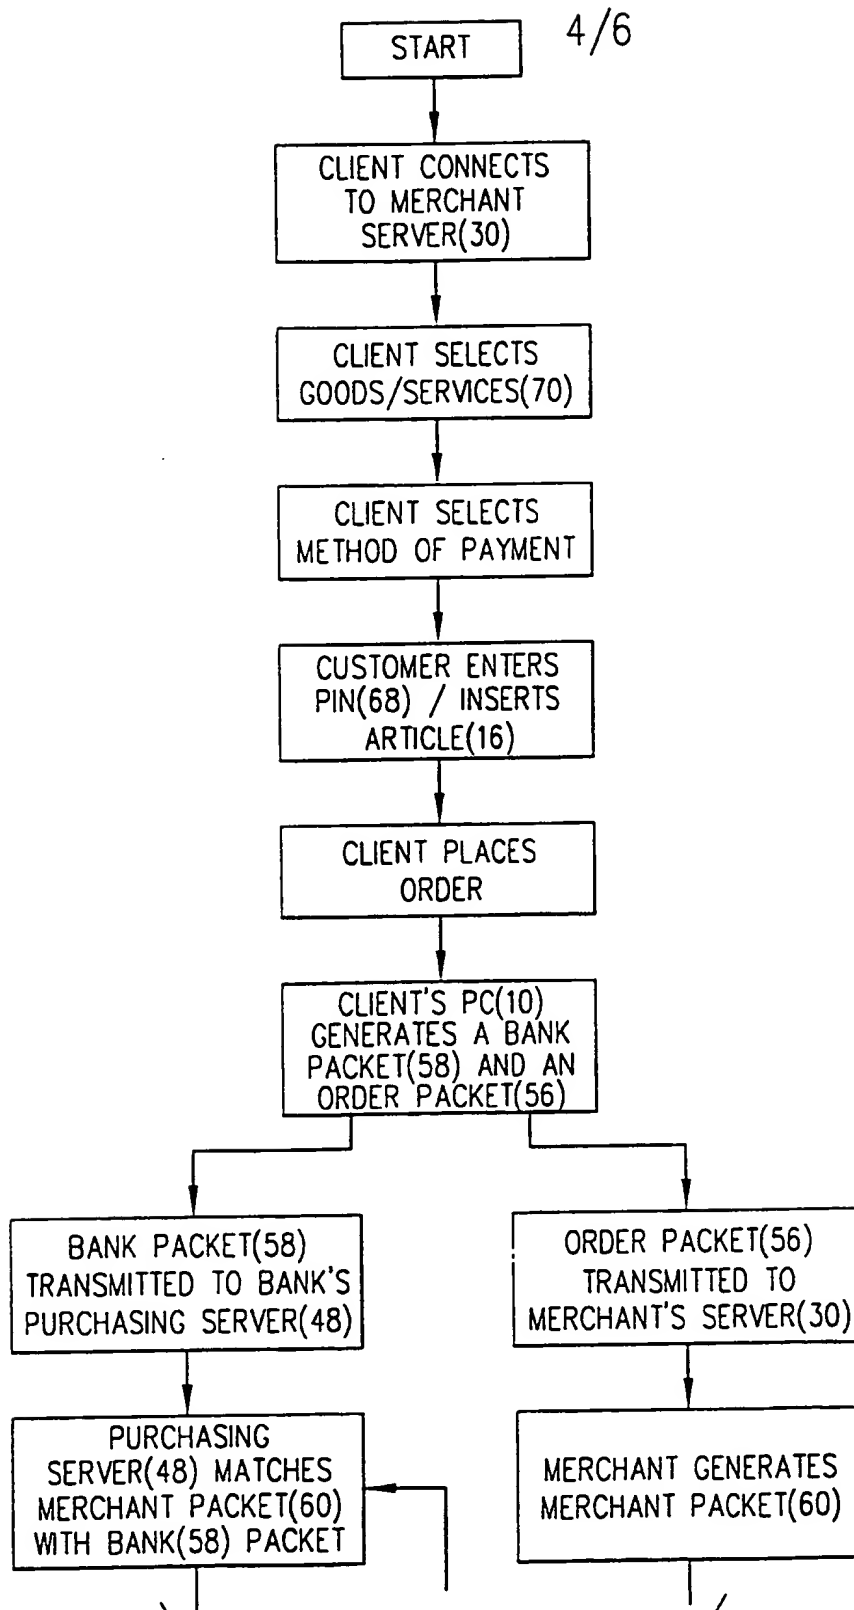 4/6
START
CLIENT CONNECTS
TO MERCHANT
SERVER(30)
CLIENT SELECTS
GOODS/SERVICES(70)
CLIENT SELECTS
METHOD OF PAYMENT
CUSTOMER ENTERS
PIN(68) / INSERTS
ARTICLE(16)
CLIENT PLACES
ORDER
CLIENT'S PC(10)
GENERATES A BANK
PACKET(58) AND AN
ORDER PACKET(56)
BANK PACKET(58)
TRANSMITTED TO BANK'S
PURCHASING SERVER(48)
ORDER PACKET(56)
TRANSMITTED TO
MERCHANT'S SERVER(30)
PURCHASING
SERVER(48) MATCHES
MERCHANT PACKET(60)
WITH BANK(58) PACKET
MERCHANT GENERATES
MERCHANT PACKET(60)